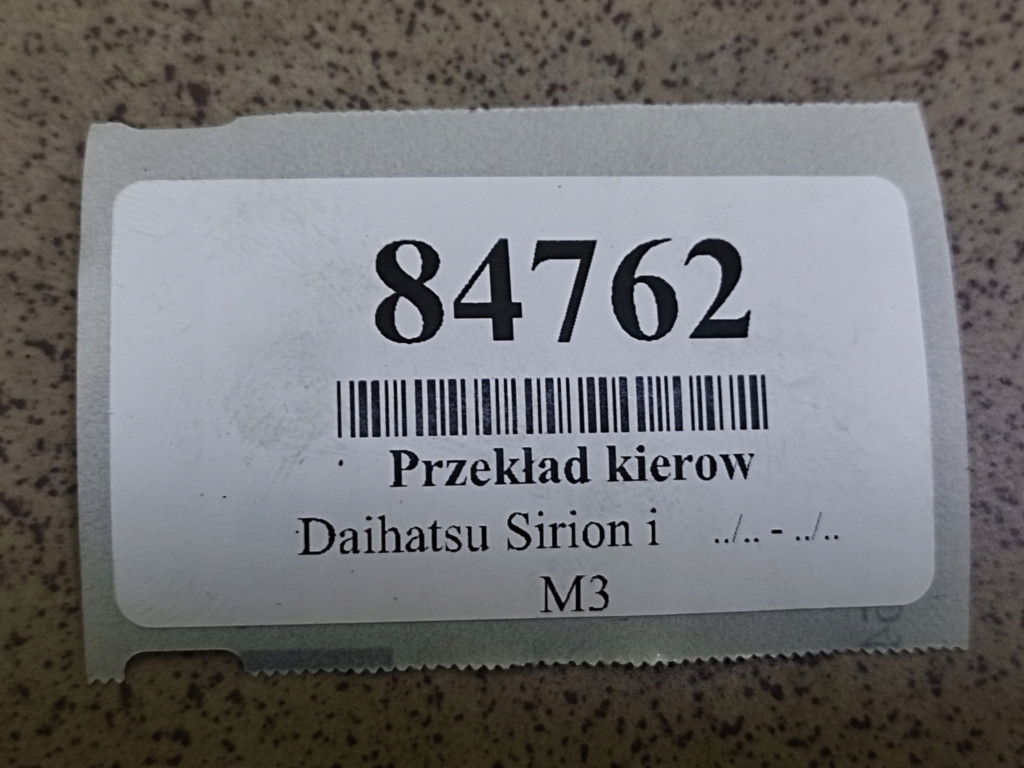 84762
Przekład kierow
Daihatsu Sirion i ../.. - ../..
M3